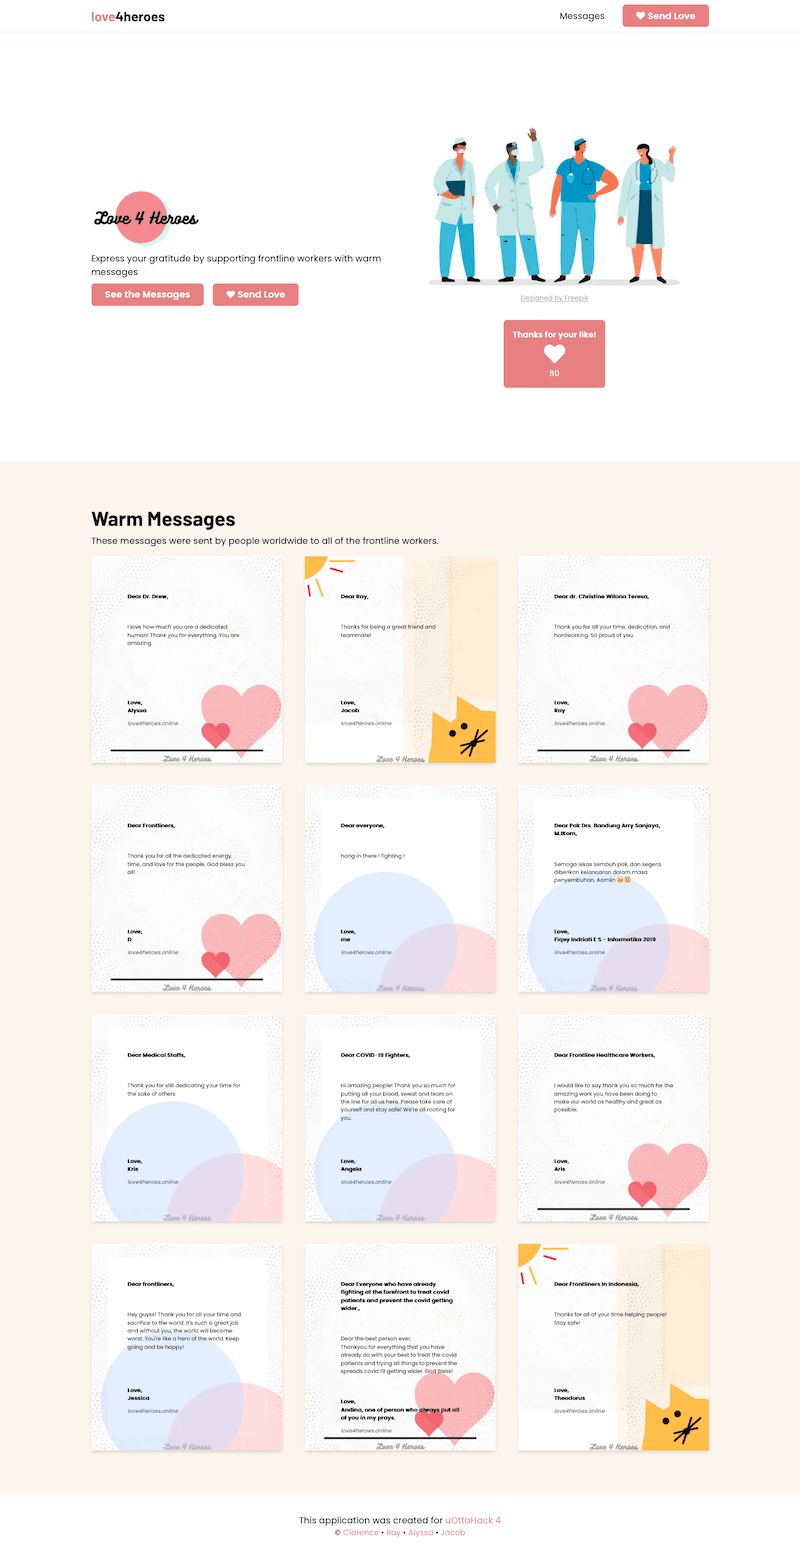 love4heroes
Messages
Send Love
Love 4 Heroes
Express your gratitude by supporting frontline workers with warm
messages
See the Messages
Send Love
Designed by Freepik
Thanks for your like!
80
Warm Messages
These messages were sent by people worldwide to all of the frontline workers.
Dear Dr. Drew,
I love how much you are a dedicated
human! Thank you for everything. You are
amazing.
Love,
Alyssa
love4heroes.online
Love 4 Heroes
Dear Ray,
Thanks for being a great friend and
teammate!
Love,
Jacob
love4heroes.online
Love 4 Heroes
Dear dr. Christine Wilona Teresa,
Thank you for all your time, dedication, and
hardworking. So proud of you.
Love,
Ray
love4heroes.online
Love 4 Heroes
Dear Frontliners,
Thank you for all the dedicated energy,
time, and love for the people. God bless you
all!
Love,
D
love4heroes.online
Love 4 Heroes
Dear everyone,
hang in there ! fighting !
Love,
me
love4heroes.online
Love 4 Heroes
Dear Pak Drs. Bandung Arry Sanjaya,
M.IKom,
Semoga lekas sembuh pak, dan segera
diberikan kelancaran dalam masa
penyembuhan. Aamiin
Love,
Fiqey Indriati E S - Informatika 2019
love4heroes.online
Love 4 Heroes
Dear Medical Staffs,
Thank you for still dedicating your time for
the sake of others
Love,
Kris
love4heroes.online
Love 4 Heroes
Dear COVID-19 Fighters,
Hi amazing people! Thank you so much for
putting all your blood, sweat and tears on
the line for all us here. Please take care of
yourself and stay safe! We're all rooting for
you.
Love,
Angela
love4heroes.online
Love 4 Heroes
Dear Frontline Healthcare Workers,
I would like to say thank you so much for the
amazing work you have been doing to
make our world as healthy and great as
possible.
Love,
Aris
love4heroes.online
Love 4 Heroes
Dear frontliners,
Hey guyss! Thank you for all your time and
sacrifice to the world. It's such a great job
and without you, the world will become
worst. You're like a hero of the world. Keep
going and be happy!
Love,
Jessica
love4heroes.online
Love 4 Heroes
Dear Everyone who have already
fighting at the forefront to treat covid
patients and prevent the covid getting
wider.,
Dear the best person ever,
Thankyou for everything that you have
already do with your best to treat the covid
patients and trying all things to prevent the
spreads covid 19 getting wider. God Bless!
Love,
Andina, one of person who always put all
of you in my prays.
love4heroes.online
Love 4 Heroes
Dear Frontliners In Indonesia,
Thanks for all of your time helping people!
Stay safe!
Love,
Theodorus
love4heroes.online
Love 4 Heroes
This application was created for uOttaHack 4
© Clarence • Ray • Alyssa • Jacob